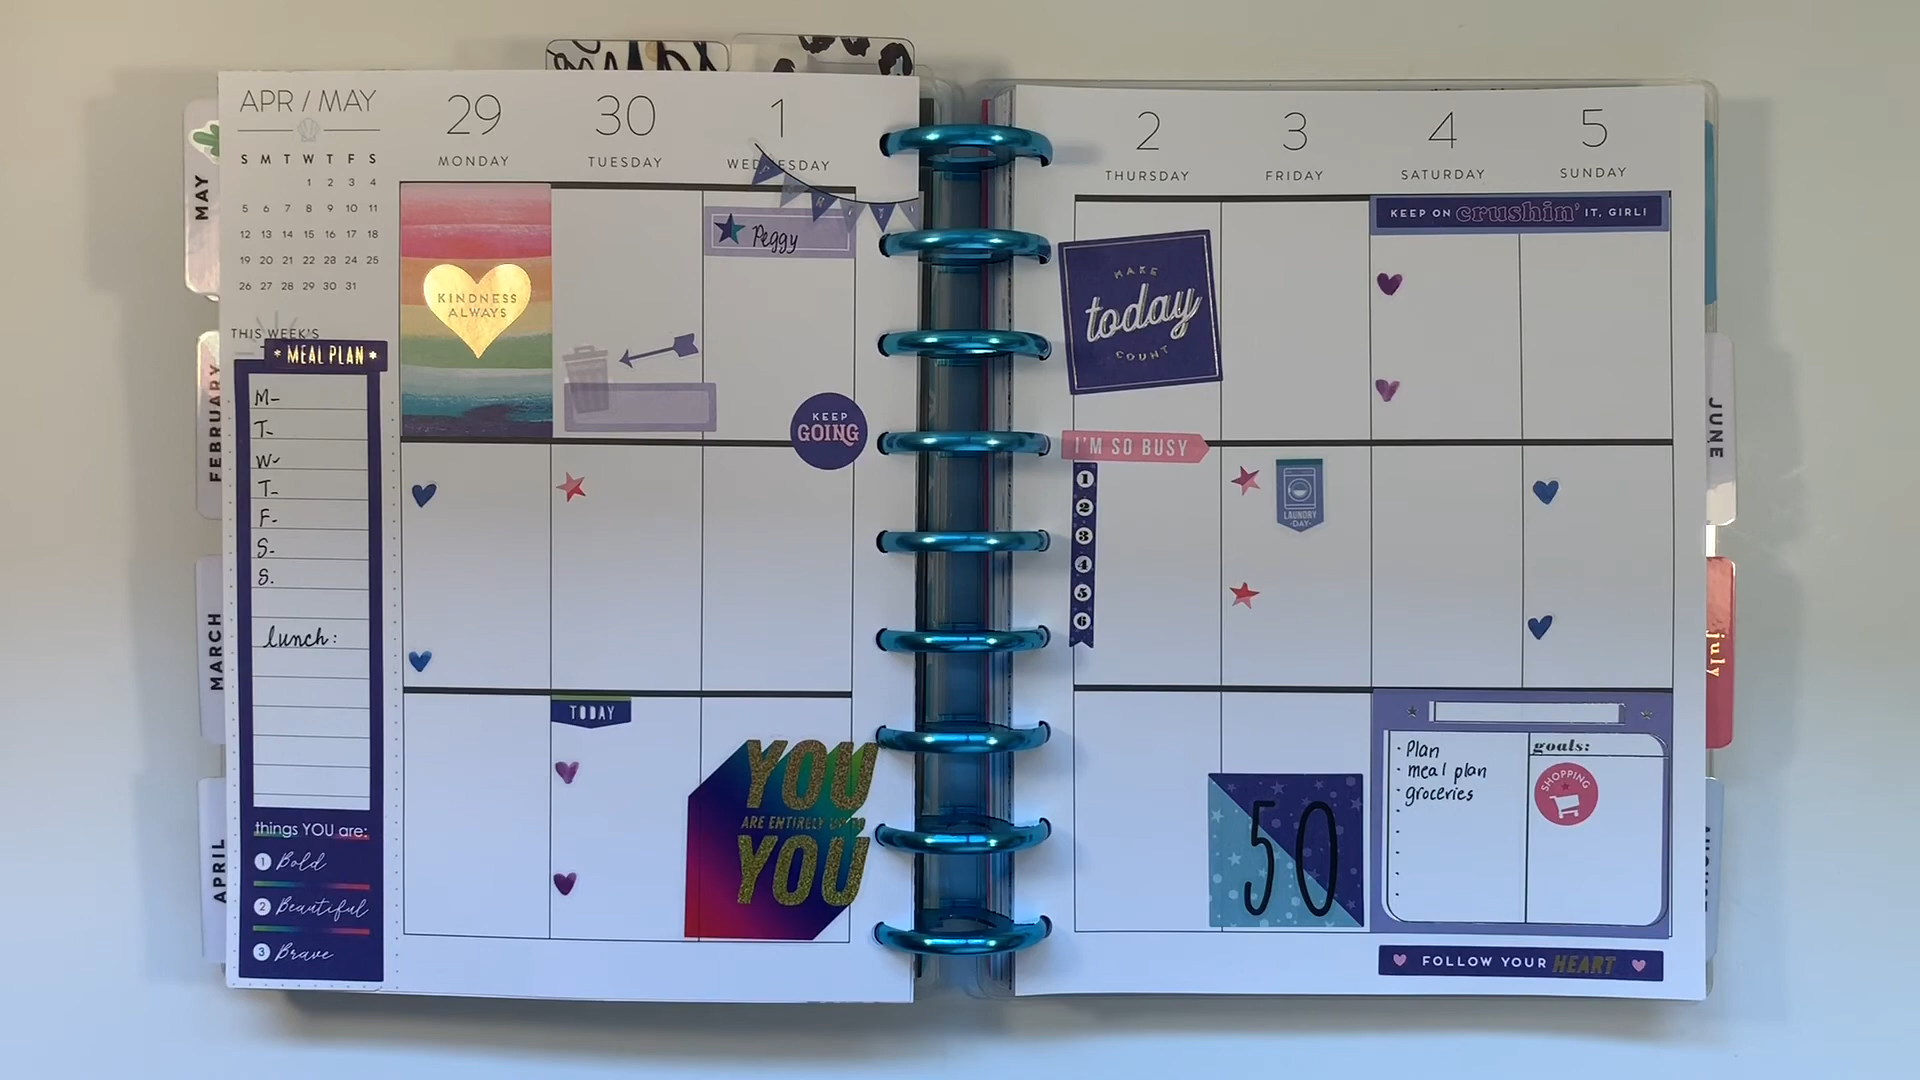 APR / MAY
S M T W T F S
1 2 3 4
5 6 7 8 9 10 11
12 13 14 15 16 17 18
19 20 21 22 23 24 25
26 27 28 29 30 31
THIS WEEK'S
* MEAL PLAN *
M-
T-
W-
T-
F-
S-
S.
lunch:
things YOU are:
1 Bold
2 Beautiful
3 Brave
29
MONDAY
KINDNESS
ALWAYS
30
TUESDAY
TODAY
1
WEDNESDAY
Peggy
KEEP
GOING
YOU
ARE ENTIRELY UP TO
YOU
2
THURSDAY
MAKE
today
COUNT
I'M SO BUSY
1
2
3
4
5
6
3
FRIDAY
LAUNDRY
-DAY-
50
4
SATURDAY
5
SUNDAY
KEEP ON crushin' IT, GIRL!
· Plan
· meal plan
· groceries
goals:
SHOPPING
FOLLOW YOUR HEART
MAY
FEBRUARY
MARCH
APRIL
JUNE
july